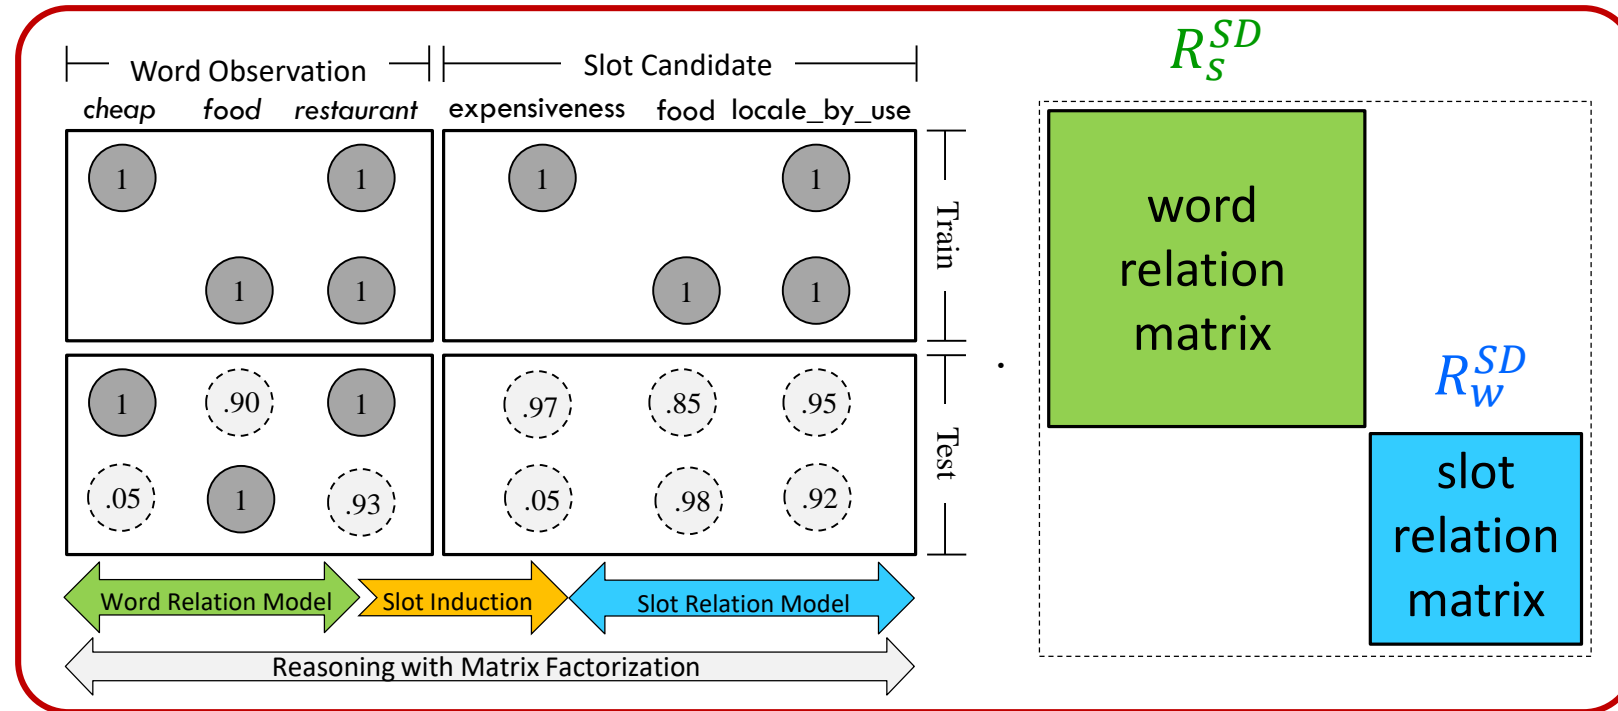 Word Observation
Slot Candidate
cheap food restaurant
expensiveness food locale_by_use
1 1 1 1
1 1 1 1
Train
1 .90 1 .97 .85 .95
.05 1 .93 .05 .98 .92
Test
Word Relation Model
Slot Induction
Slot Relation Model
Reasoning with Matrix Factorization
.
R_s^{SD}
word
relation
matrix
R_w^{SD}
slot
relation
matrix